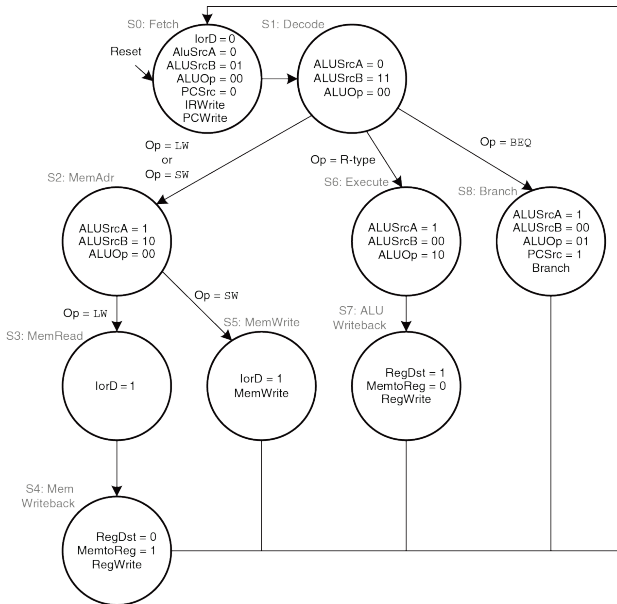 S0: Fetch
S1: Decode
Reset
IorD = 0
AluSrcA = 0
ALUSrcB = 01
ALUOp = 00
PCSrc = 0
IRWrite
PCWrite
ALUSrcA = 0
ALUSrcB = 11
ALUOp = 00
Op = LW
or
Op = SW
Op = R-type
Op = BEQ
S2: MemAdr
S6: Execute
S8: Branch
ALUSrcA = 1
ALUSrcB = 10
ALUOp = 00
ALUSrcA = 1
ALUSrcB = 00
ALUOp = 10
ALUSrcA = 1
ALUSrcB = 00
ALUOp = 01
PCSrc = 1
Branch
Op = LW
Op = SW
S3: MemRead
S5: MemWrite
S7: ALU
Writeback
IorD = 1
IorD = 1
MemWrite
RegDst = 1
MemtoReg = 0
RegWrite
S4: Mem
Writeback
RegDst = 0
MemtoReg = 1
RegWrite